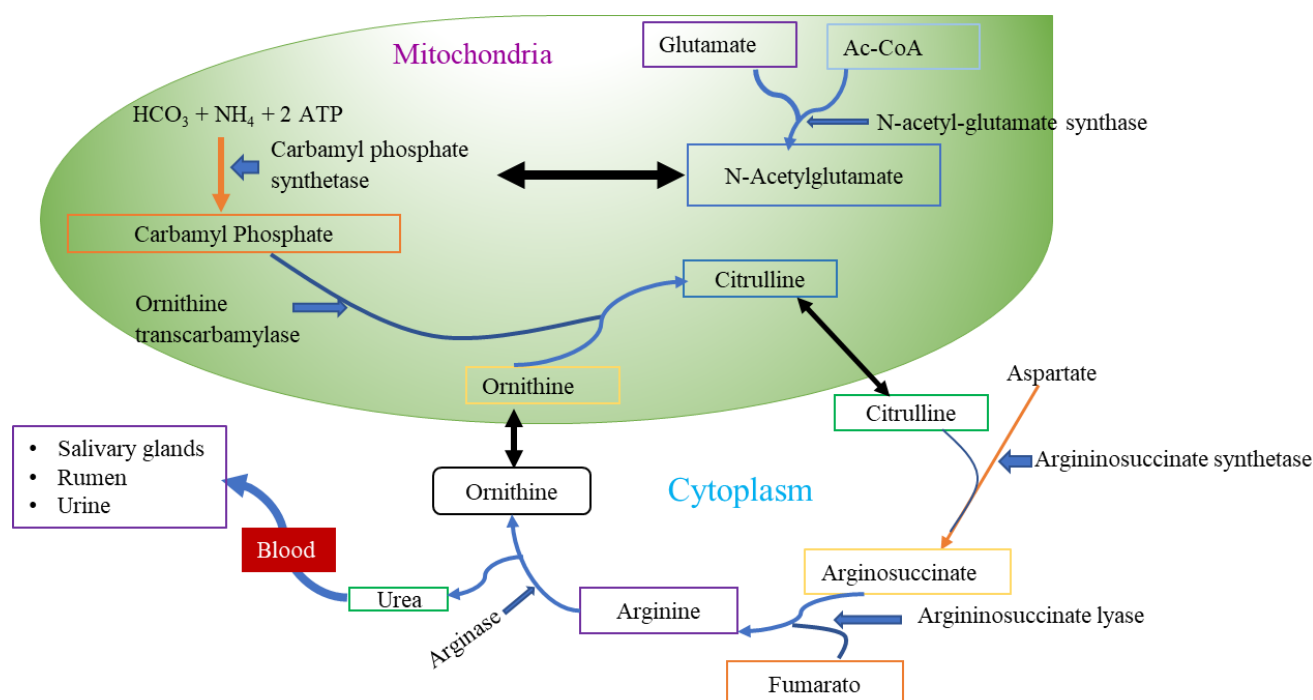 Mitochondria
Glutamate
Ac-CoA
HCO3 + NH4 + 2 ATP
N-acetyl-glutamate synthase
Carbamyl phosphate
synthetase
N-Acetylglutamate
Carbamyl Phosphate
Citrulline
Ornithine
transcarbamylase
Ornithine
Aspartate
Citrulline
• Salivary glands
• Rumen
• Urine
Argininosuccinate synthetase
Ornithine
Cytoplasm
Blood
Arginosuccinate
Urea
Arginase
Arginine
Argininosuccinate lyase
Fumarato